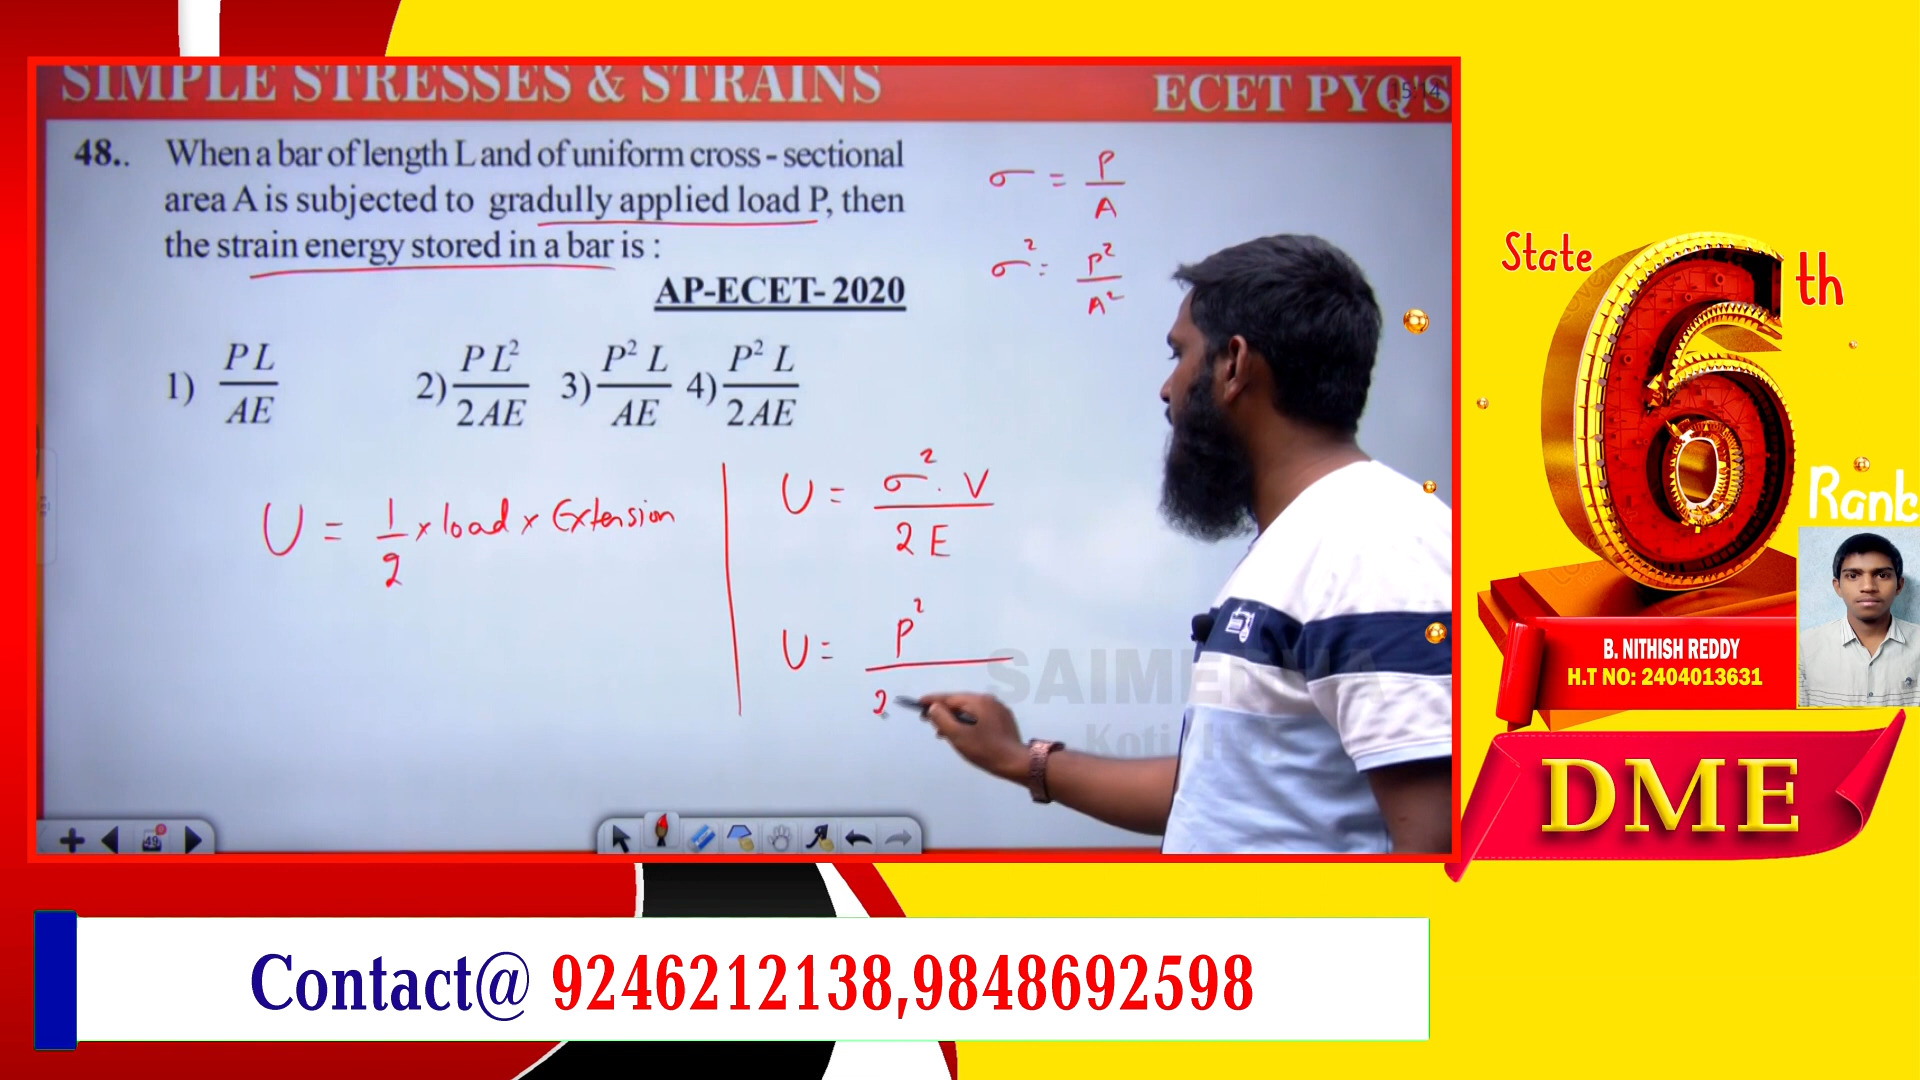 SIMPLE STRESSES & STRAINS
ECET PYQ'S
48.. When a bar of length L and of uniform cross - sectional
area A is subjected to gradully applied load P, then
the strain energy stored in a bar is :
AP-ECET- 2020
1) PL/AE 2) PL²/2AE 3) P²L/AE 4) P²L/2AE
σ = P/A
σ² = P²/A²
U = 1/2 × load × Extension
U = σ² . V / 2E
U = P² / 2
State
6th
Rank
B. NITHISH REDDY
H.T NO: 2404013631
DME
Contact@ 9246212138,9848692598